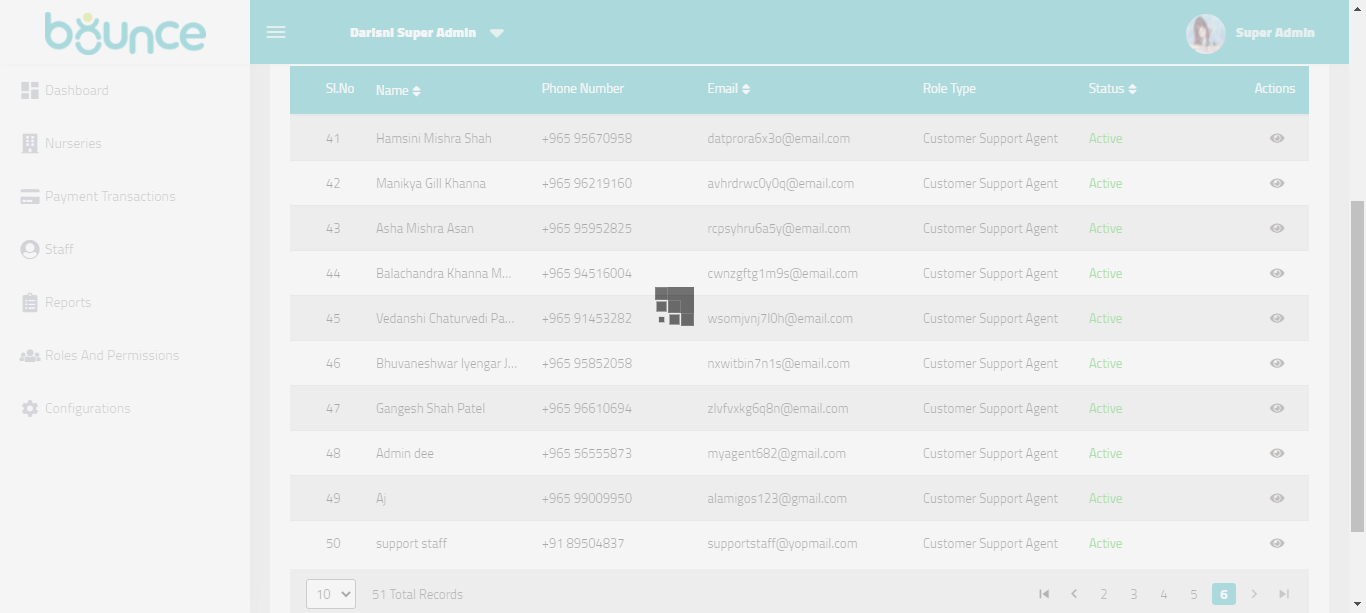 bounce
Darisni Super Admin
Super Admin
Dashboard
Nurseries
Payment Transactions
Staff
Reports
Roles And Permissions
Configurations
Sl.No Name Phone Number Email Role Type Status Actions
41 Hamsini Mishra Shah +965 95670958 datprora6x3o@email.com Customer Support Agent Active
42 Manikya Gill Khanna +965 96219160 avhrdrwc0y0q@email.com Customer Support Agent Active
43 Asha Mishra Asan +965 95952825 rcpsyhru6a5y@email.com Customer Support Agent Active
44 Balachandra Khanna M... +965 94516004 cwnzgftg1m9s@email.com Customer Support Agent Active
45 Vedanshi Chaturvedi Pa... +965 91453282 wsomjvnj7l0h@email.com Customer Support Agent Active
46 Bhuvaneshwar Iyengar J... +965 95852058 nxwitbin7n1s@email.com Customer Support Agent Active
47 Gangesh Shah Patel +965 96610694 zlvfvxkg6q8n@email.com Customer Support Agent Active
48 Admin dee +965 56555873 myagent682@gmail.com Customer Support Agent Active
49 Aj +965 99009950 alamigos123@gmail.com Customer Support Agent Active
50 support staff +91 89504837 supportstaff@yopmail.com Customer Support Agent Active
10 51 Total Records 2 3 4 5 6